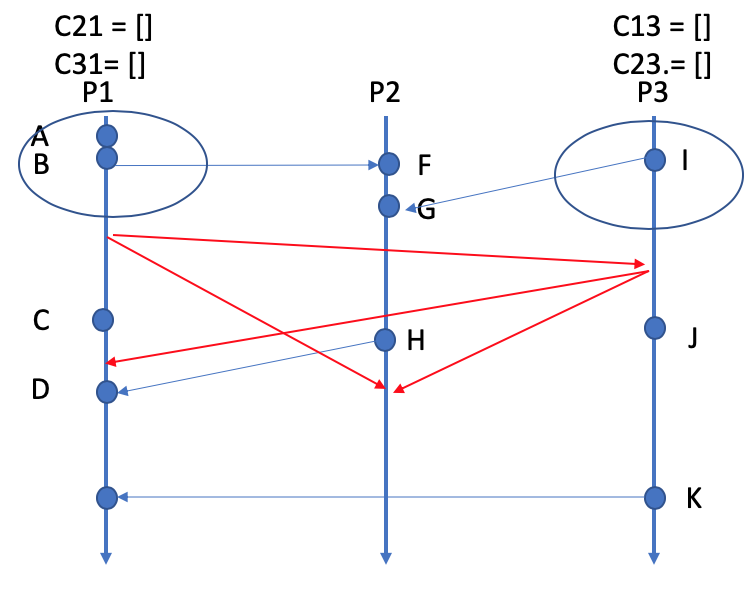 C21 = []
C13 = []
C31= []
C23.= []
P1
P2
P3
A
B
F
I
G
C
H
J
D
K